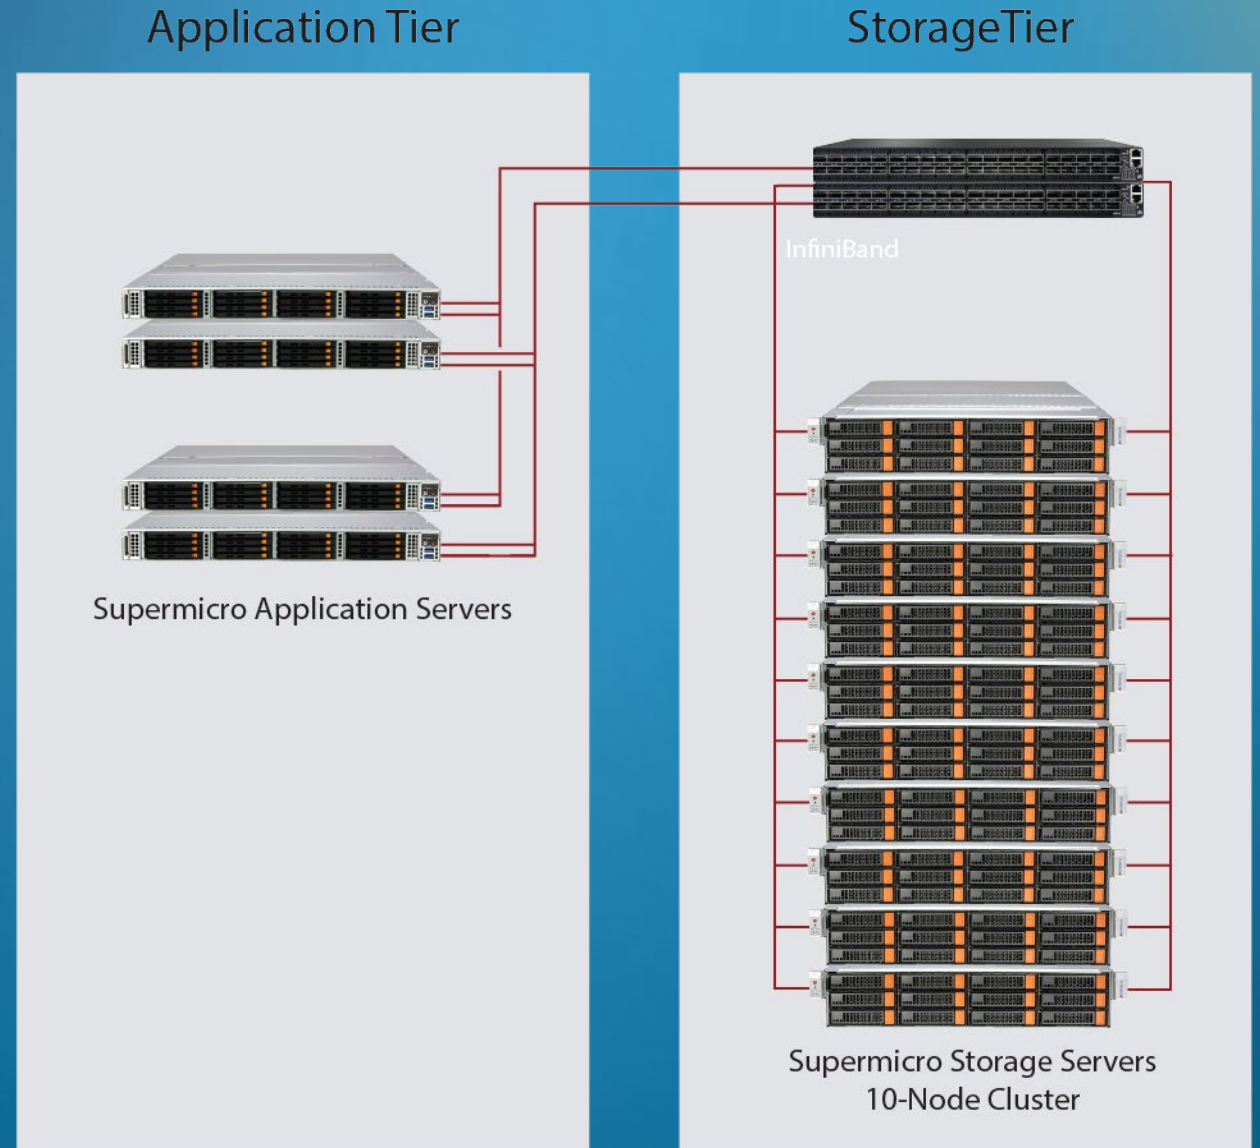 Application Tier
StorageTier
InfiniBand
Supermicro Application Servers
Supermicro Storage Servers
10-Node Cluster